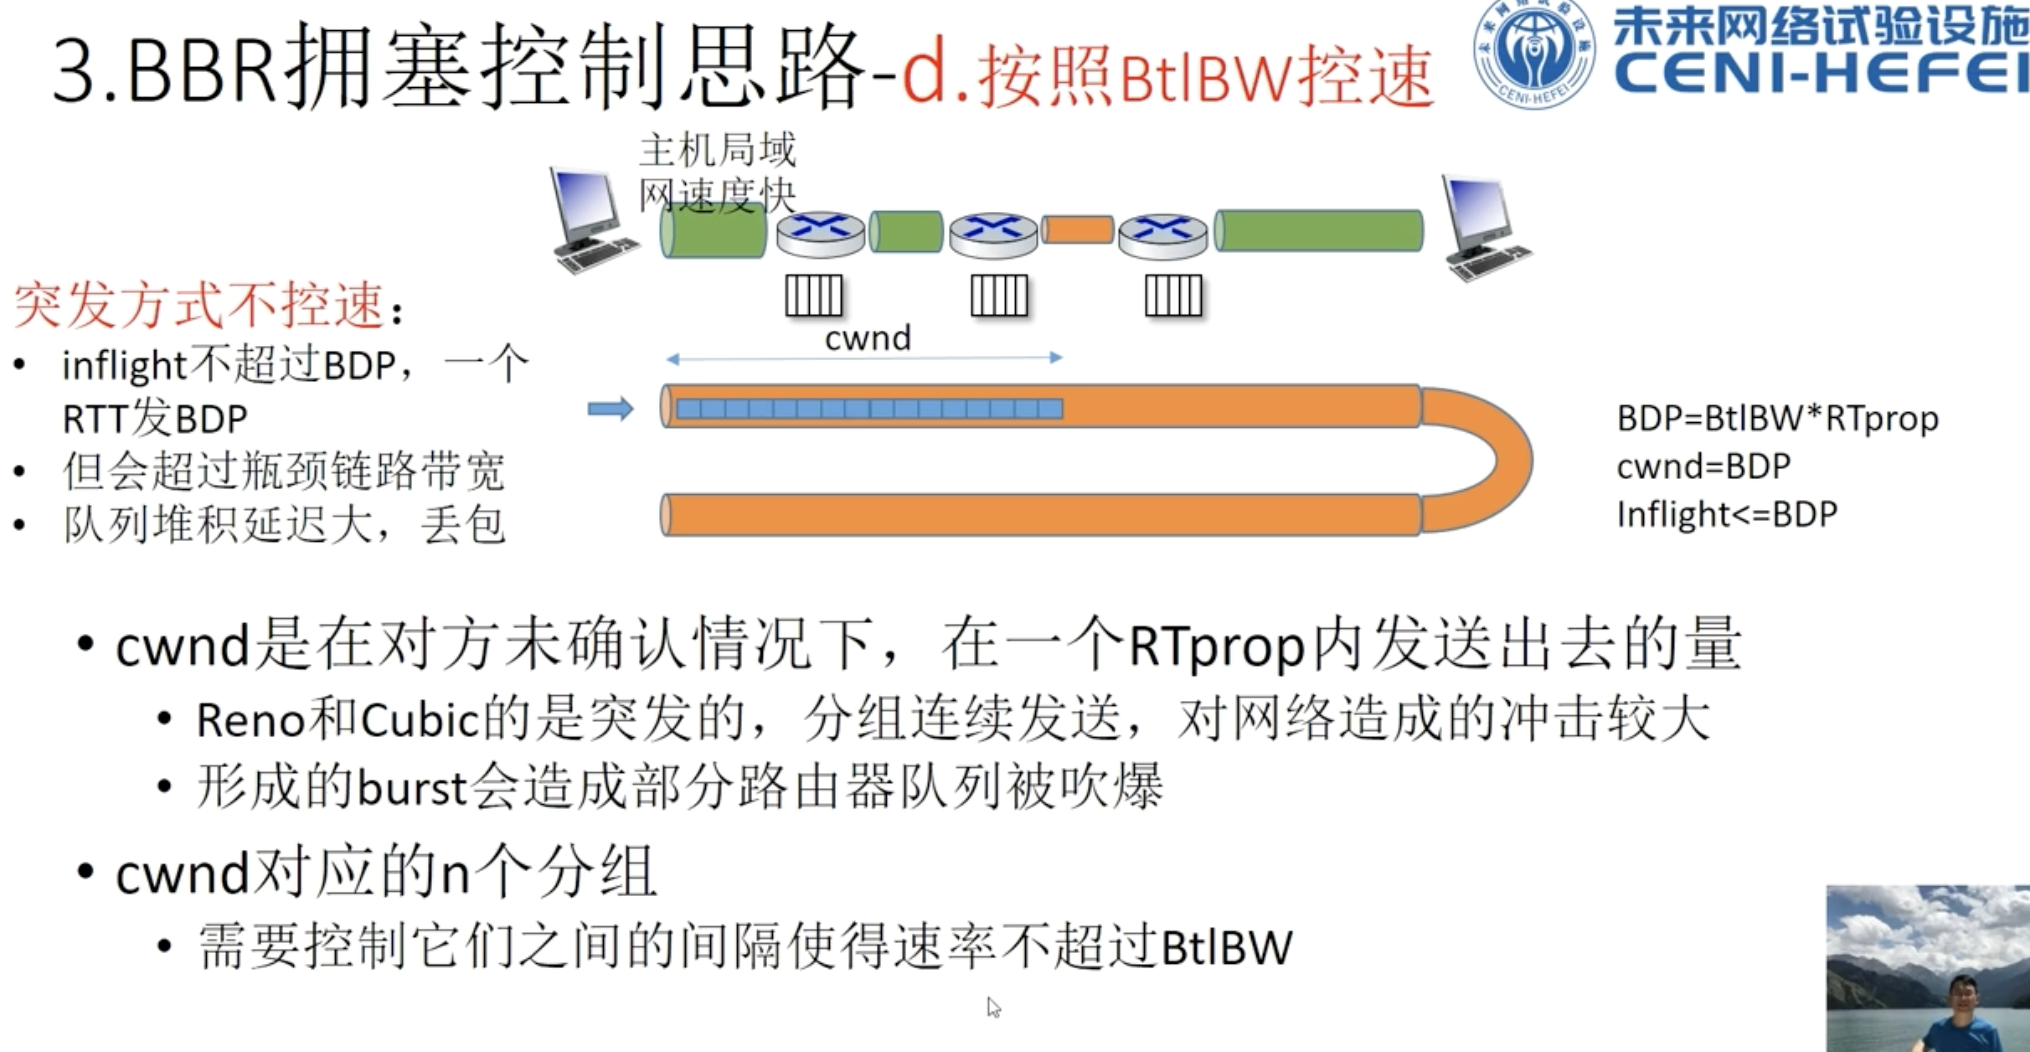 3.BBR拥塞控制思路-d.按照BtlBW控速
未来网络试验设施
CENI-HEFEI
未来网络试验设施
CENI-HEFEI
主机局域
网速度快
突发方式不控速：
• inflight不超过BDP，一个
RTT发BDP
• 但会超过瓶颈链路带宽
• 队列堆积延迟大，丢包
cwnd
BDP=BtlBW*RTprop
cwnd=BDP
Inflight<=BDP
• cwnd是在对方未确认情况下，在一个RTprop内发送出去的量
• Reno和Cubic的是突发的，分组连续发送，对网络造成的冲击较大
• 形成的burst会造成部分路由器队列被吹爆
• cwnd对应的n个分组
• 需要控制它们之间的间隔使得速率不超过BtlBW